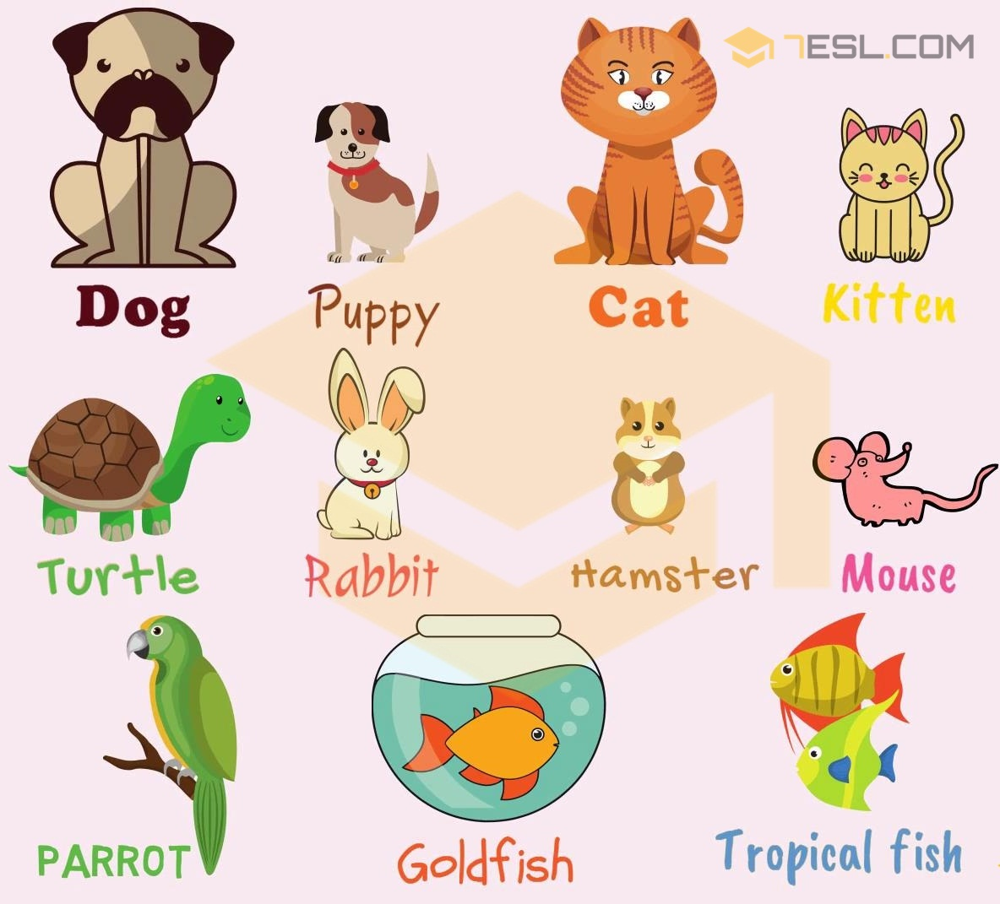 7ESL.COM
Dog
Puppy
Cat
Kitten
Turtle
Rabbit
Hamster
Mouse
PARROT
Goldfish
Tropical fish